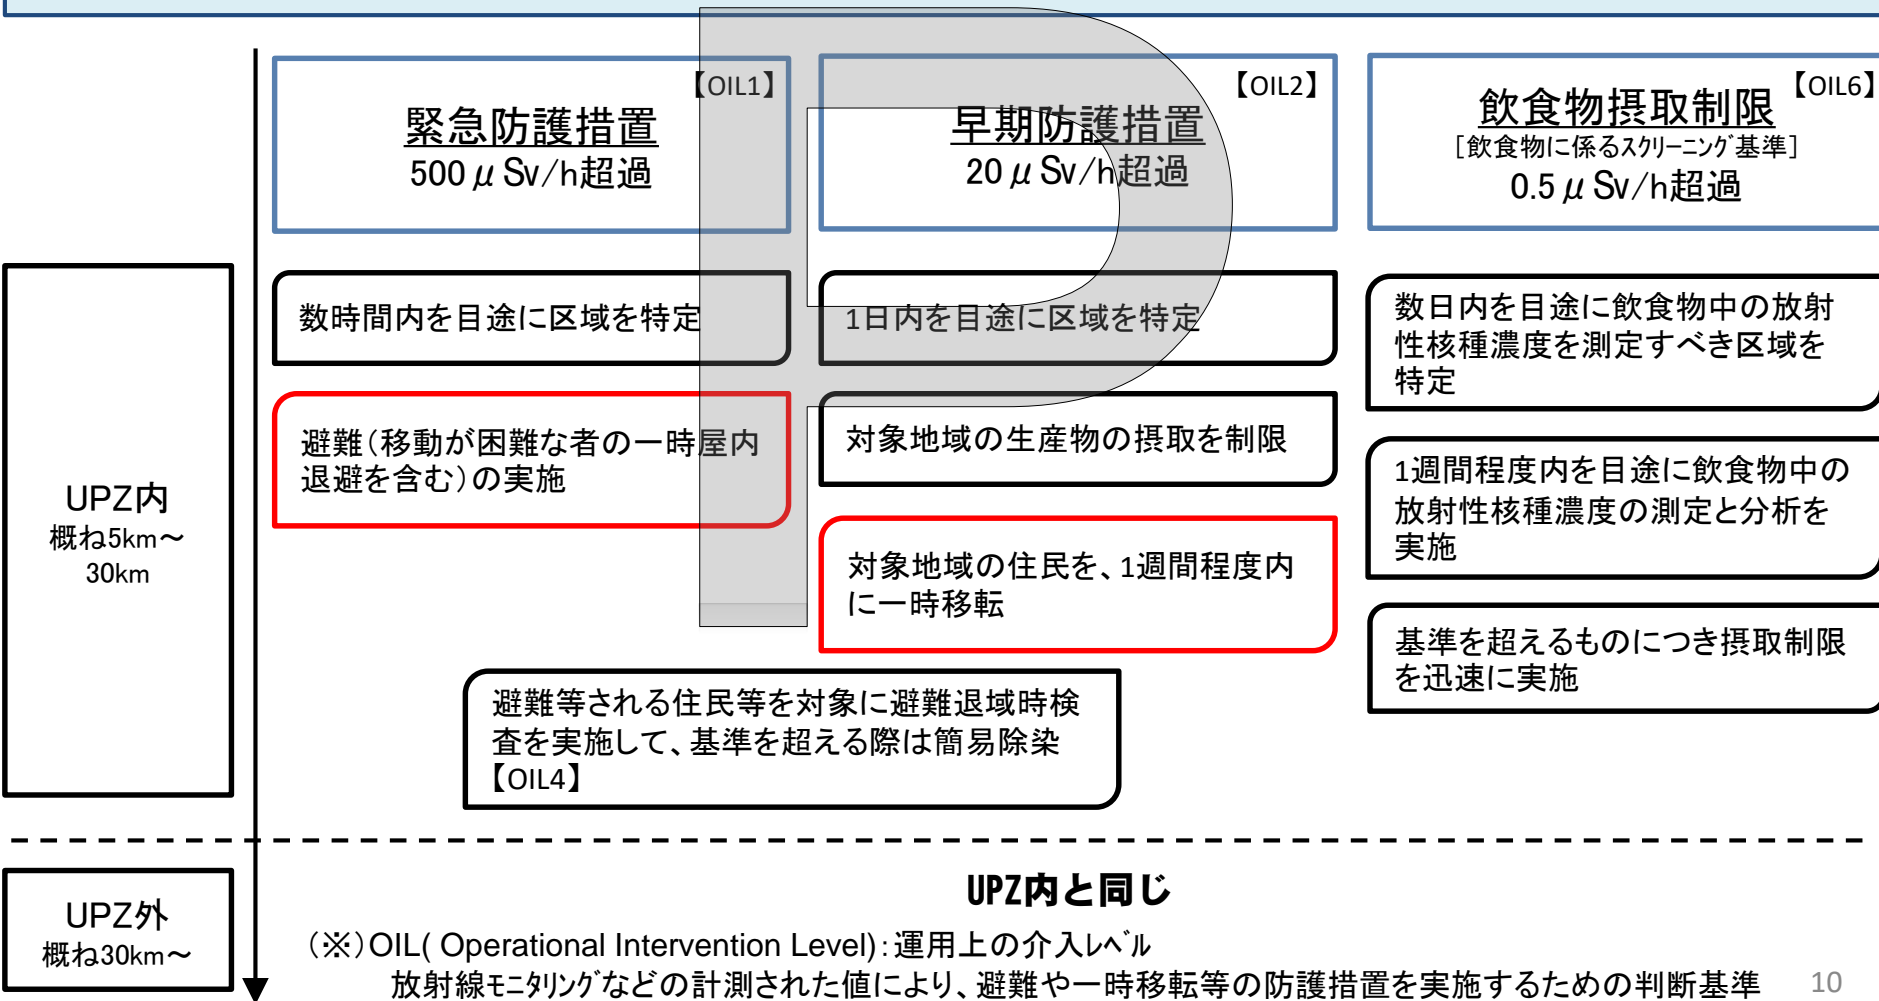 【OIL1】
緊急防護措置
500μSv/h超過
【OIL2】
早期防護措置
20μSv/h超過
【OIL6】
飲食物摂取制限
[飲食物に係るｽｸﾘｰﾆﾝｸﾞ基準]
0.5μSv/h超過
UPZ内
概ね5km～
30km
数時間内を目途に区域を特定
避難（移動が困難な者の一時屋内
退避を含む）の実施
1日内を目途に区域を特定
対象地域の生産物の摂取を制限
対象地域の住民を、1週間程度内
に一時移転
数日内を目途に飲食物中の放射
性核種濃度を測定すべき区域を
特定
1週間程度内を目途に飲食物中の
放射性核種濃度の測定と分析を
実施
基準を超えるものにつき摂取制限
を迅速に実施
避難等される住民等を対象に避難退域時検
査を実施して、基準を超える際は簡易除染
【OIL4】
UPZ外
概ね30km～
UPZ内と同じ
（※）OIL( Operational Intervention Level)：運用上の介入ﾚﾍﾞﾙ
放射線ﾓﾆﾀﾘﾝｸﾞなどの計測された値により、避難や一時移転等の防護措置を実施するための判断基準
10